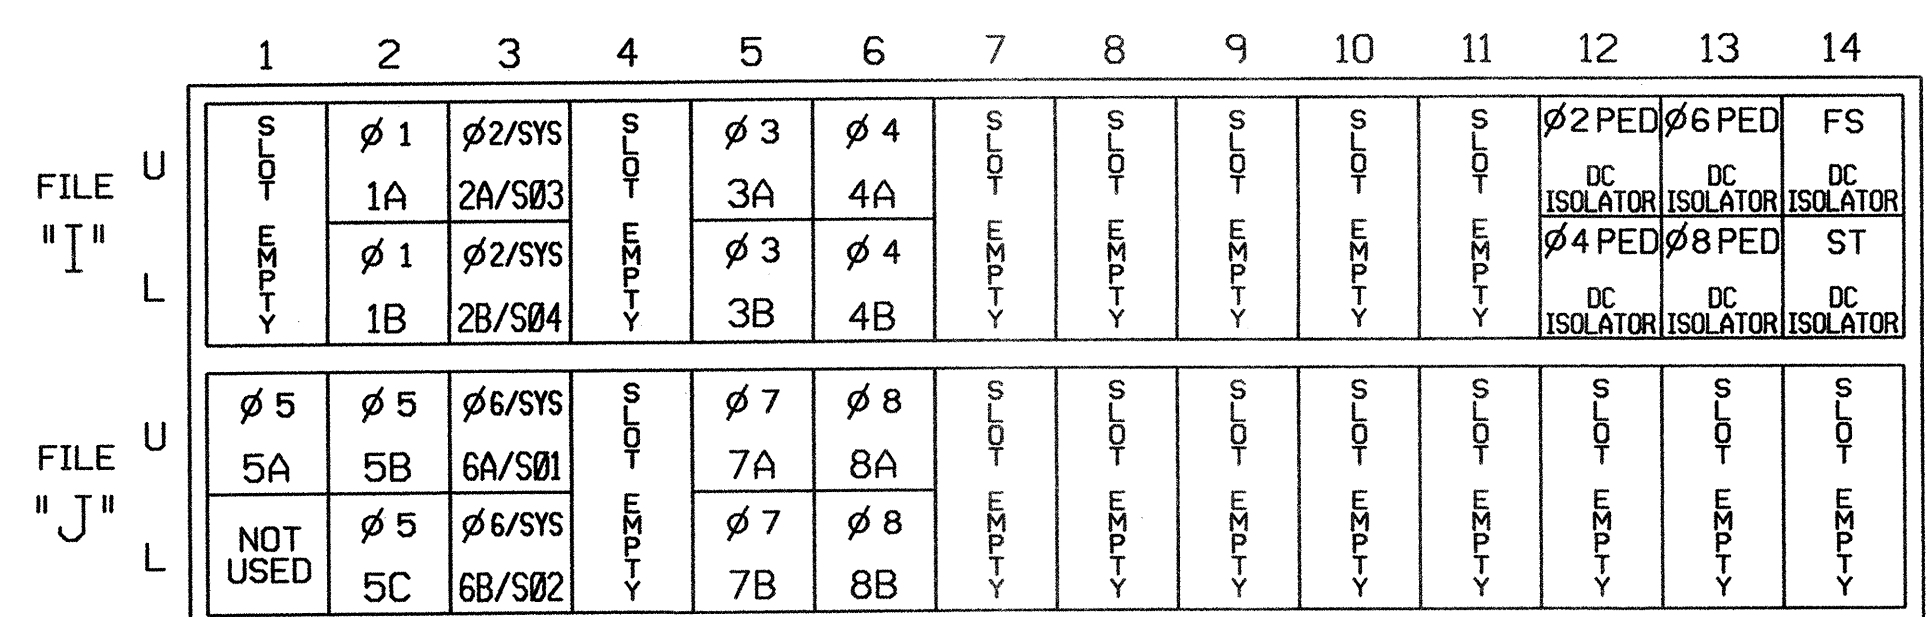 1 2 3 4 5 6 7 8 9 10 11 12 13 14
FILE "I"
U
L
SLOT EMPTY
Ø 1
1A
Ø 1
1B
Ø2/SYS
2A/SØ3
Ø2/SYS
2B/SØ4
SLOT EMPTY
Ø 3
3A
Ø 3
3B
Ø 4
4A
Ø 4
4B
SLOT EMPTY
SLOT EMPTY
SLOT EMPTY
SLOT EMPTY
SLOT EMPTY
Ø2 PED
DC
ISOLATOR
Ø4 PED
DC
ISOLATOR
Ø6 PED
DC
ISOLATOR
Ø8 PED
DC
ISOLATOR
FS
DC
ISOLATOR
ST
DC
ISOLATOR
FILE "J"
U
L
Ø 5
5A
NOT
USED
Ø 5
5B
Ø 5
5C
Ø6/SYS
6A/SØ1
Ø6/SYS
6B/SØ2
SLOT EMPTY
Ø 7
7A
Ø 7
7B
Ø 8
8A
Ø 8
8B
SLOT EMPTY
SLOT EMPTY
SLOT EMPTY
SLOT EMPTY
SLOT EMPTY
SLOT EMPTY
SLOT EMPTY
SLOT EMPTY